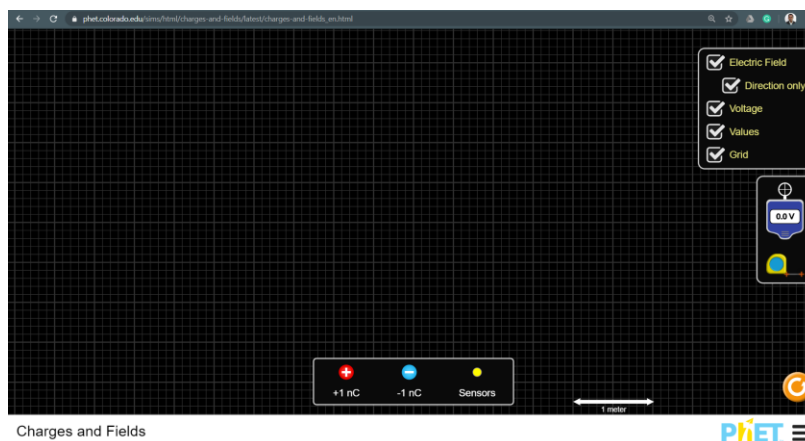 phet.colorado.edu/sims/html/charges-and-fields/latest/charges-and-fields_en.html
Electric Field
Direction only
Voltage
Values
Grid
0.0 V
+1 nC
-1 nC
Sensors
1 meter
Charges and Fields
PhET